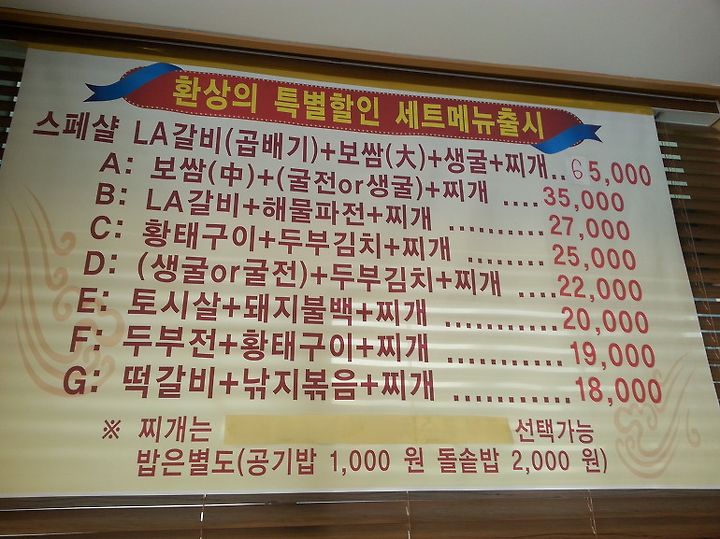 환상의 특별할인 세트메뉴출시
스페샬 LA갈비(곱배기)+보쌈(大)+생굴+찌개..65,000
A: 보쌈(中)+(굴전or생굴)+찌개 .....35,000
B: LA갈비+해물파전+찌개 ...........27,000
C: 황태구이+두부김치+찌개 ..........25,000
D: (생굴or굴전)+두부김치+찌개 ....22,000
E: 토시살+돼지불백+찌개 ............20,000
F: 두부전+황태구이+찌개 ............19,000
G: 떡갈비+낚지볶음+찌개 ............18,000
※ 찌개는 선택가능
밥은별도(공기밥 1,000 원 돌솥밥 2,000 원)